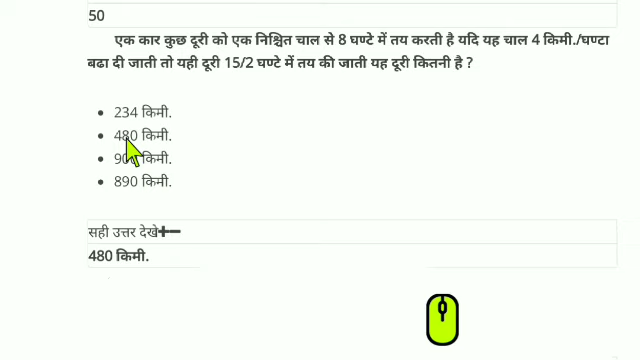 50
एक कार कुछ दूरी को एक निश्चित चाल से 8 घण्टे में तय करती है यदि यह चाल 4 किमी./घण्टा
बढा दी जाती तो यही दूरी 15/2 घण्टे में तय की जाती यह दूरी कितनी है ?
234 किमी.
480 किमी.
किमी.
890 किमी.
सही उत्तर देखे
480 किमी.